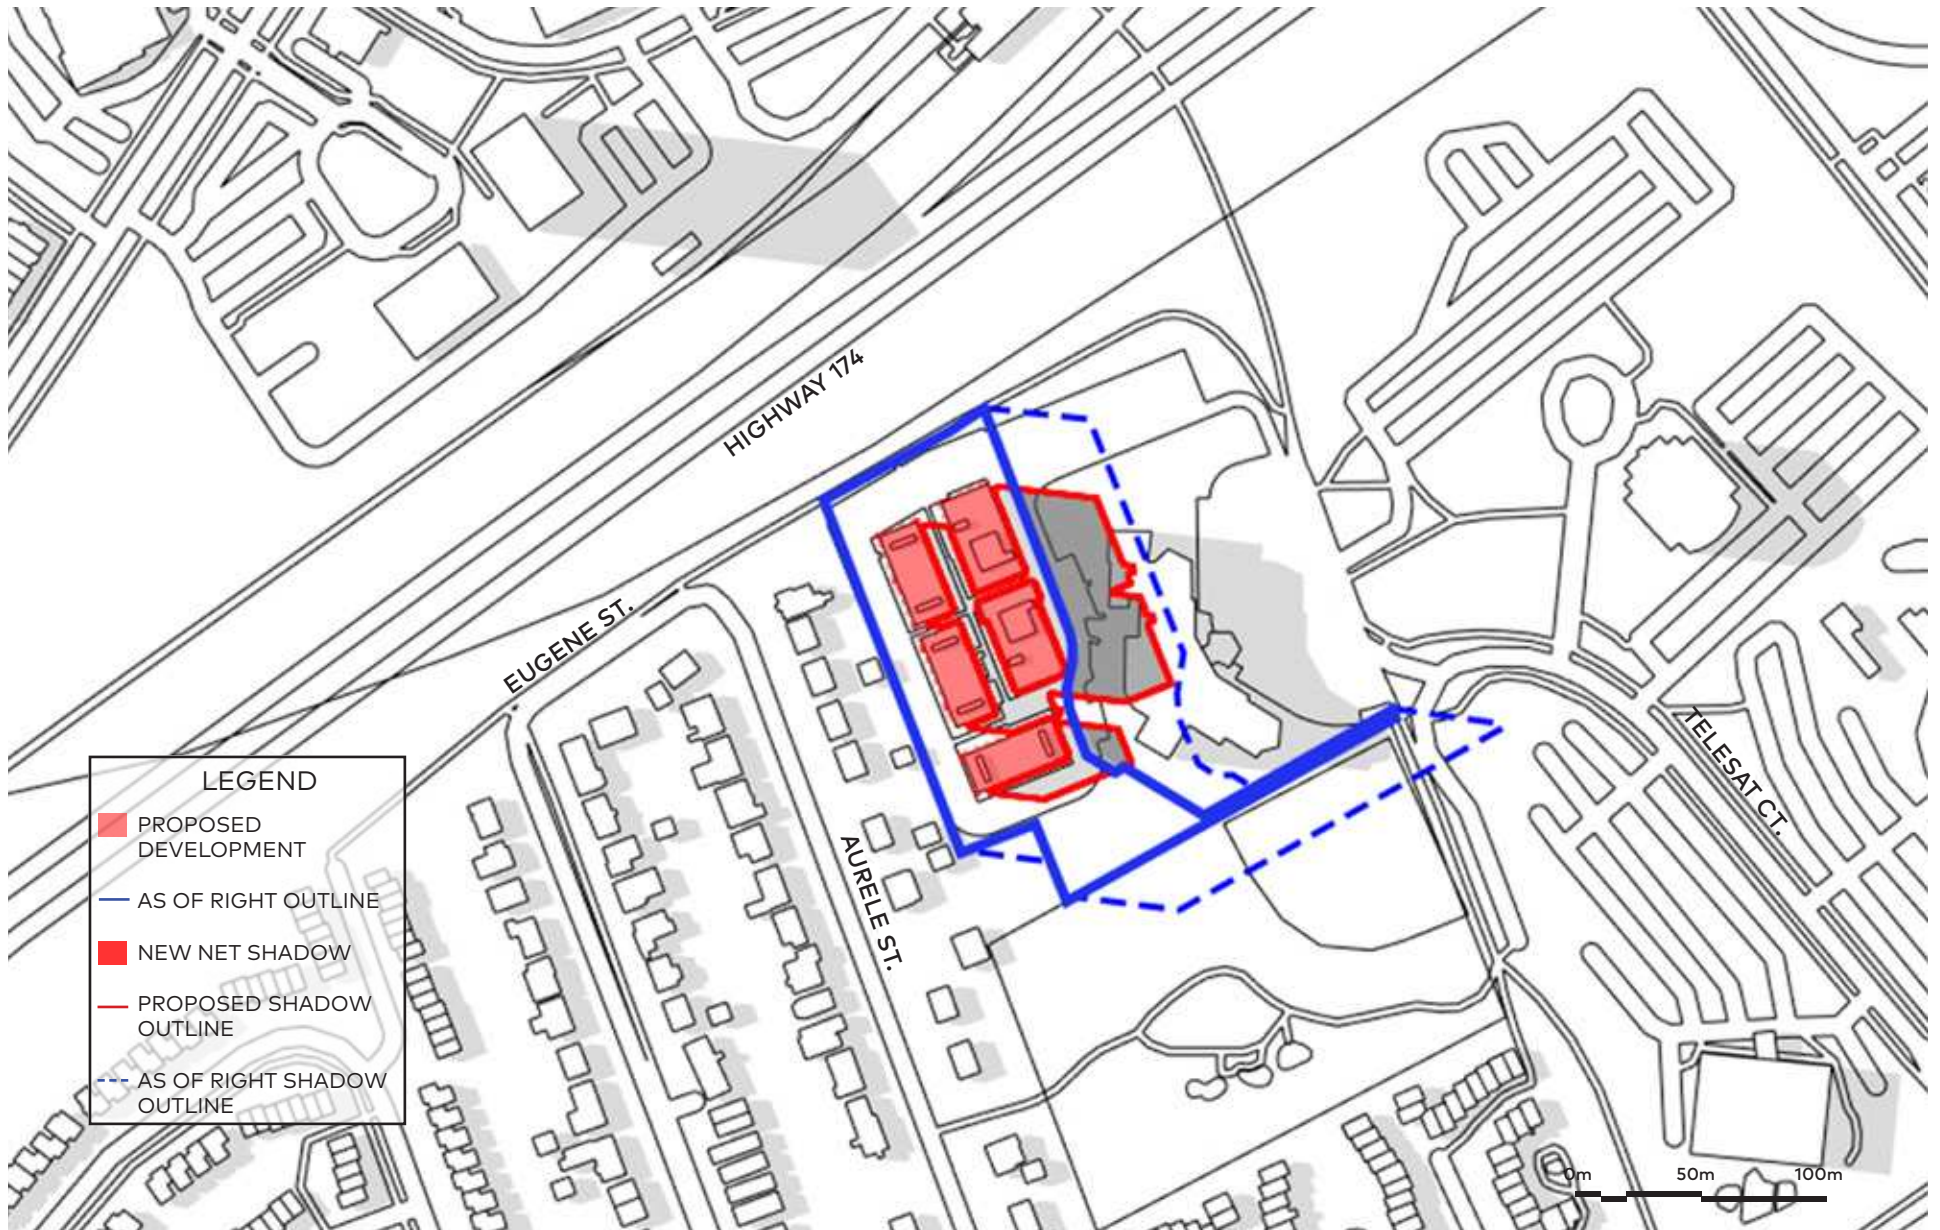 HIGHWAY 174
EUGENE ST.
AURELE ST.
TELESAT CT.
LEGEND
PROPOSED
DEVELOPMENT
AS OF RIGHT OUTLINE
NEW NET SHADOW
PROPOSED SHADOW
OUTLINE
AS OF RIGHT SHADOW
OUTLINE
0m 50m 100m